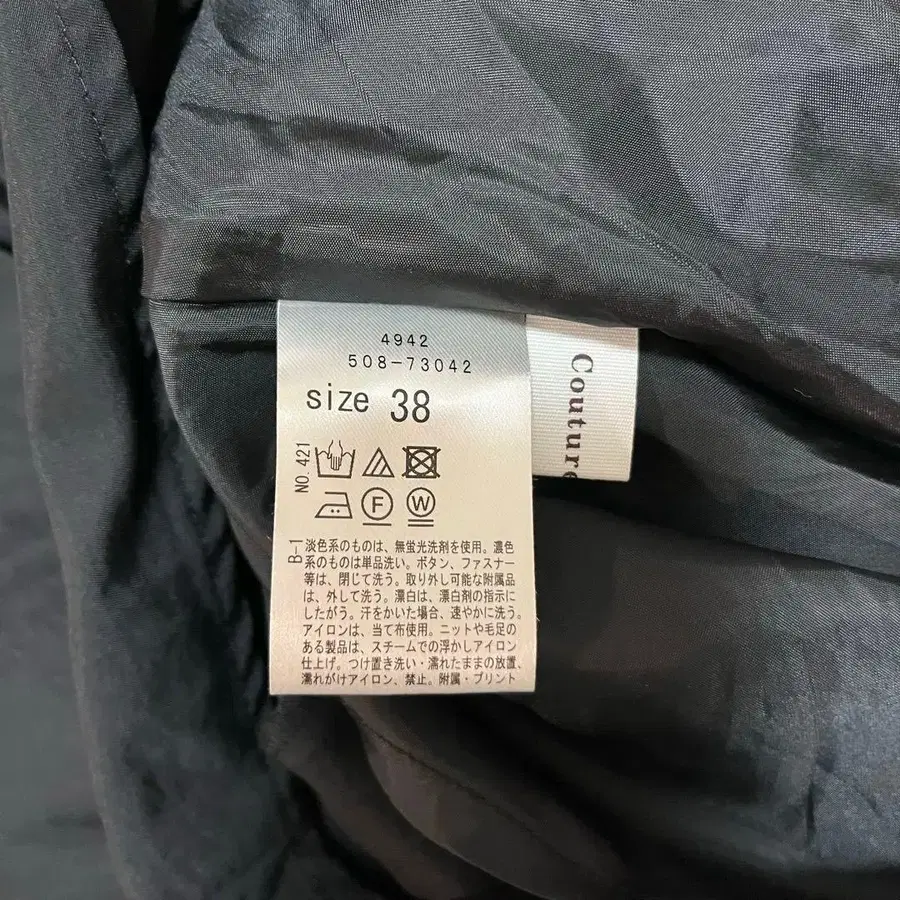 4942
508-73042
size 38
NO.421
F W
B-1
淡色系のものは、無蛍光洗剤を使用。濃色
系のものは単品洗い。ボタン、ファスナー
等は、閉じて洗う。取り外し可能な附属品
は、外して洗う。漂白は、漂白剤の指示に
したがう。汗をかいた場合、速やかに洗う。
アイロンは、当て布使用。ニットや毛足の
ある製品は、スチームでの浮かしアイロン
仕上げ。つけ置き洗い・濡れたままの放置、
濡れがけアイロン、禁止。附属・プリント
Couture